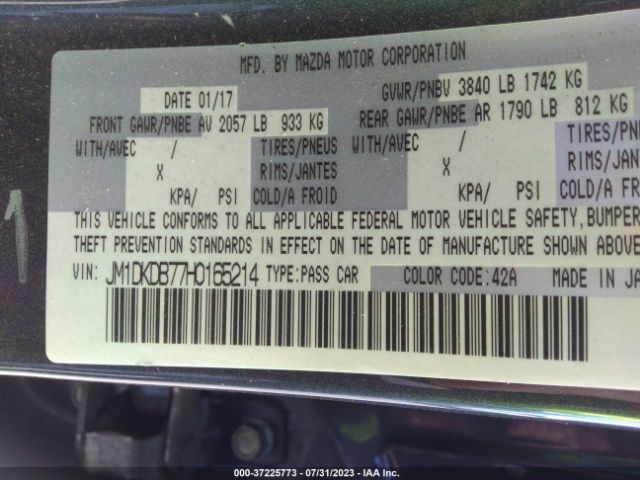 MFD. BY MAZDA MOTOR CORPORATION
DATE 01/17 GVWR/PNBV 3840 LB 1742 KG
FRONT GAWR/PNBE AV 2057 LB 933 KG REAR GAWR/PNBE AR 1790 LB 812 KG
WITH/AVEC / TIRES/PNEUS WITH/AVEC / TIRES/PNE
X RIMS/JANTES X RIMS/JAN
KPA/ PSI COLD/A FROID KPA/ PSI COLD/A FRO
THIS VEHICLE CONFORMS TO ALL APPLICABLE FEDERAL MOTOR VEHICLE SAFETY, BUMPER
THEFT PREVENTION STANDARDS IN EFFECT ON THE DATE OF MANUFACTURE SHOWN ABOVE
VIN: JM1DKDB77H0165214 TYPE:PASS CAR COLOR CODE:42A MADE IN JA
1
000-37225773 - 07/31/2023 - IAA Inc.